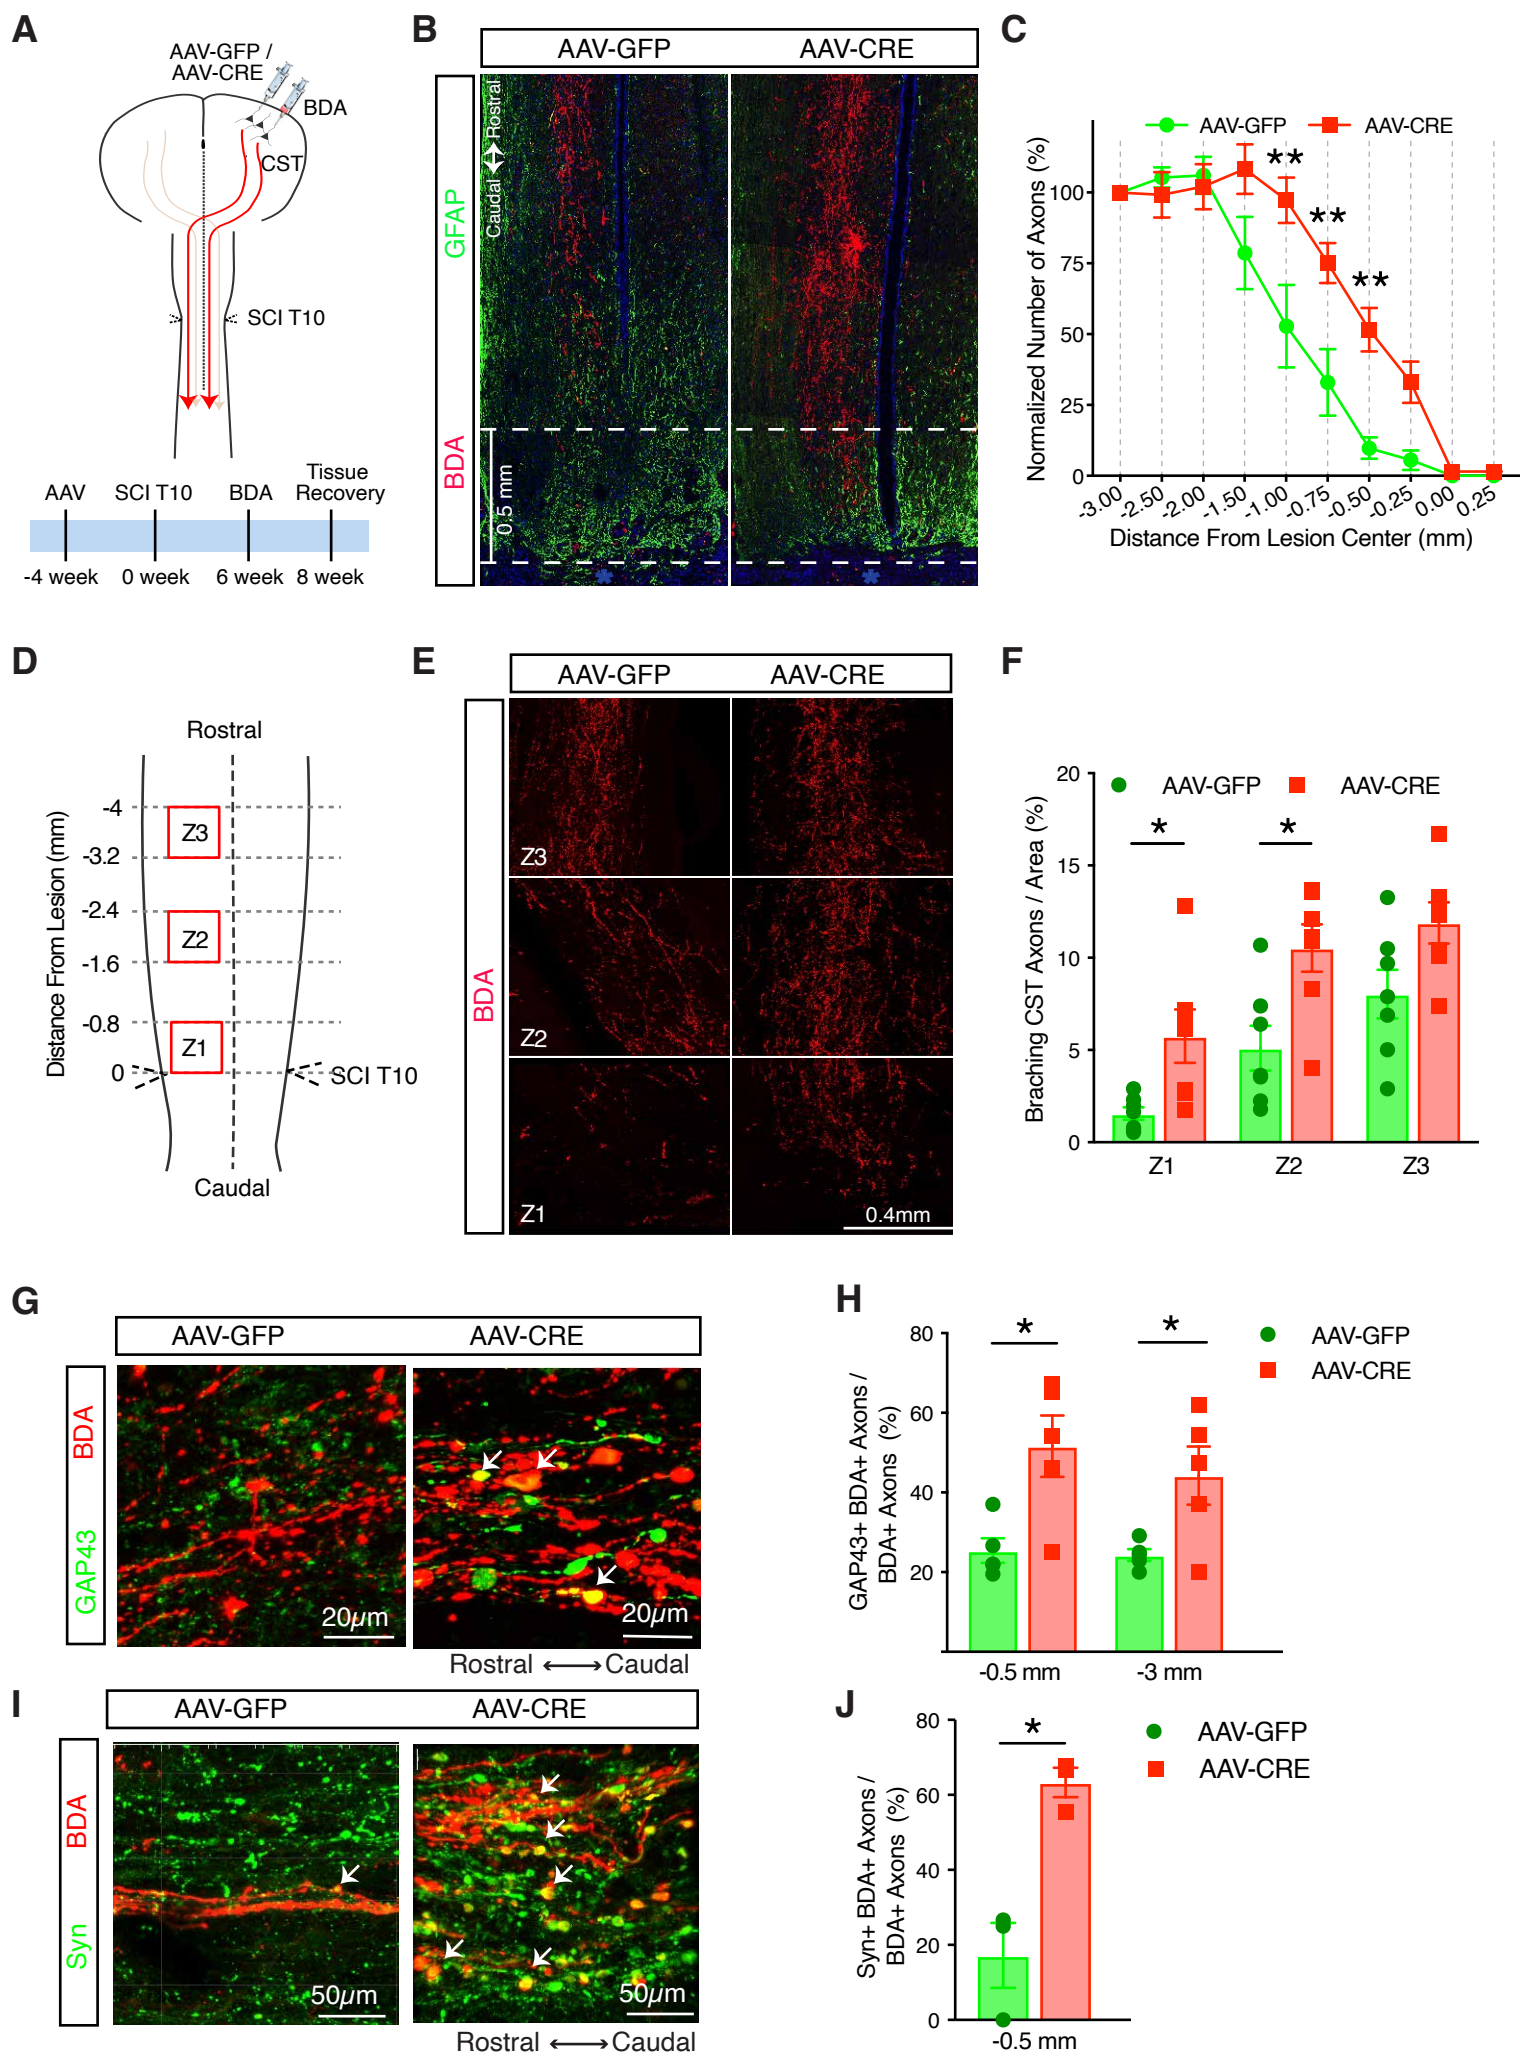 A
AAV-GFP /
AAV-CRE
BDA
CST
SCI T10
AAV
SCI T10
BDA
Tissue
Recovery
-4 week
0 week
6 week
8 week
B
AAV-GFP
AAV-CRE
GFAP
BDA
Caudal
Rostral
0.5 mm
*
*
C
AAV-GFP
AAV-CRE
**
**
**
Normalized Number of Axons (%)
100
75
50
25
0
-3.00
-2.50
-2.00
-1.50
-1.00
-0.75
-0.50
-0.25
0.00
0.25
Distance From Lesion Center (mm)
D
Rostral
Distance From Lesion (mm)
-4
-3.2
-2.4
-1.6
-0.8
0
Z3
Z2
Z1
SCI T10
Caudal
E
AAV-GFP
AAV-CRE
BDA
Z3
Z2
Z1
0.4mm
F
AAV-GFP
AAV-CRE
*
*
Braching CST Axons / Area (%)
20
15
10
5
0
Z1
Z2
Z3
G
AAV-GFP
AAV-CRE
GAP43
BDA
20µm
20µm
Rostral
Caudal
H
AAV-GFP
AAV-CRE
*
*
GAP43+ BDA+ Axons /
BDA+ Axons (%)
80
60
40
20
-0.5 mm
-3 mm
I
AAV-GFP
AAV-CRE
Syn
BDA
50µm
50µm
Rostral
Caudal
J
AAV-GFP
AAV-CRE
*
Syn+ BDA+ Axons /
BDA+ Axons (%)
80
60
40
20
0
-0.5 mm